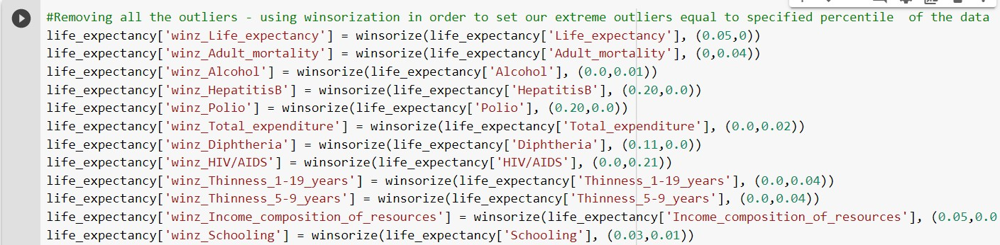 #Removing all the outliers - using winsorization in order to set our extreme outliers equal to specified percentile  of the data
life_expectancy['winz_Life_expectancy'] = winsorize(life_expectancy['Life_expectancy'], (0.05,0))
life_expectancy['winz_Adult_mortality'] = winsorize(life_expectancy['Adult_mortality'], (0,0.04))
life_expectancy['winz_Alcohol'] = winsorize(life_expectancy['Alcohol'], (0.0,0.01))
life_expectancy['winz_HepatitisB'] = winsorize(life_expectancy['HepatitisB'], (0.20,0.0))
life_expectancy['winz_Polio'] = winsorize(life_expectancy['Polio'], (0.20,0.0))
life_expectancy['winz_Total_expenditure'] = winsorize(life_expectancy['Total_expenditure'], (0.0,0.02))
life_expectancy['winz_Diphtheria'] = winsorize(life_expectancy['Diphtheria'], (0.11,0.0))
life_expectancy['winz_HIV/AIDS'] = winsorize(life_expectancy['HIV/AIDS'], (0.0,0.21))
life_expectancy['winz_Thinness_1-19_years'] = winsorize(life_expectancy['Thinness_1-19_years'], (0.0,0.04))
life_expectancy['winz_Thinness_5-9_years'] = winsorize(life_expectancy['Thinness_5-9_years'], (0.0,0.04))
life_expectancy['winz_Income_composition_of_resources'] = winsorize(life_expectancy['Income_composition_of_resources'], (0.05,0.0
life_expectancy['winz_Schooling'] = winsorize(life_expectancy['Schooling'], (0.03,0.01))